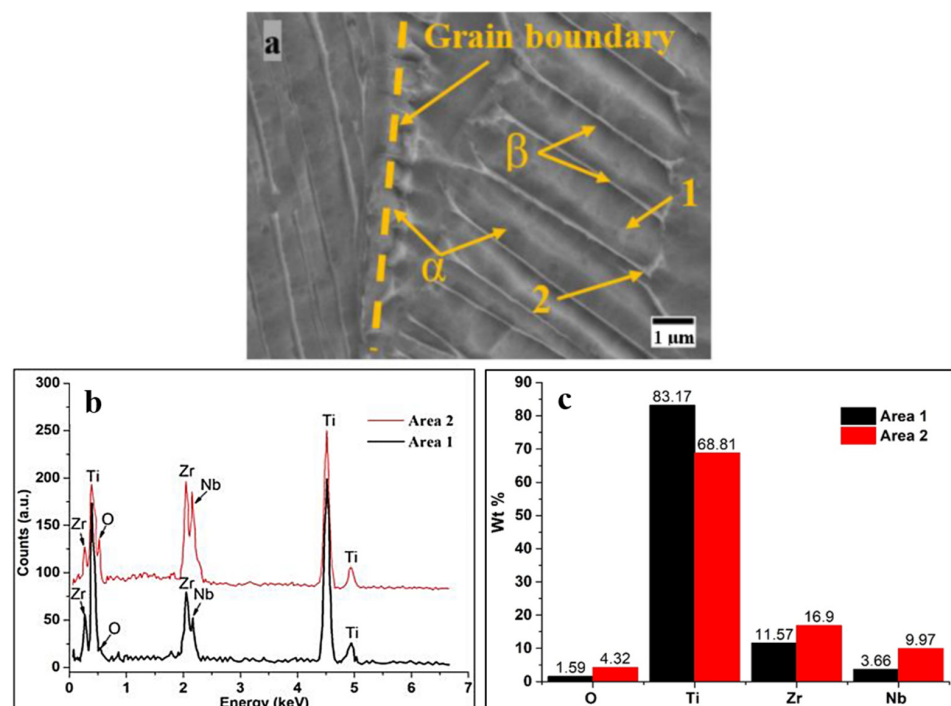 a
Grain boundary
β
1
α
2
1 μm
b
300
250
200
150
100
50
0
Counts (a.u.)
0 1 2 3 4 5 6 7
Energy (keV)
Area 2
Area 1
Zr
Ti
O
Zr
Nb
Ti
Ti
Zr
O
Zr
Nb
Ti
c
90
80
70
60
50
40
30
20
10
0
Wt %
Area 1
Area 2
1.59
4.32
83.17
68.81
11.57
16.9
3.66
9.97
O Ti Zr Nb